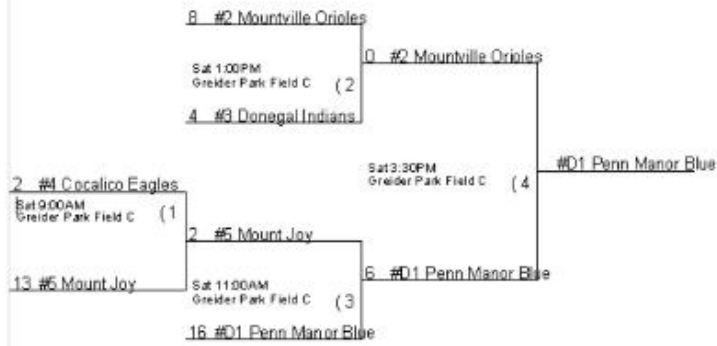 8 #2 Mountville Orioles
Sat 1:00PM
Greider Park Field C (2
4 #3 Donegal Indians
0 #2 Mountville Orioles
Sat 3:30PM
Greider Park Field C (4
#D1 Penn Manor Blue
2 #4 Cocalico Eagles
Sat 9:00AM
Greider Park Field C (1
13 #5 Mount Joy
2 #5 Mount Joy
Sat 11:00AM
Greider Park Field C (3
16 #D1 Penn Manor Blue
6 #D1 Penn Manor Blue